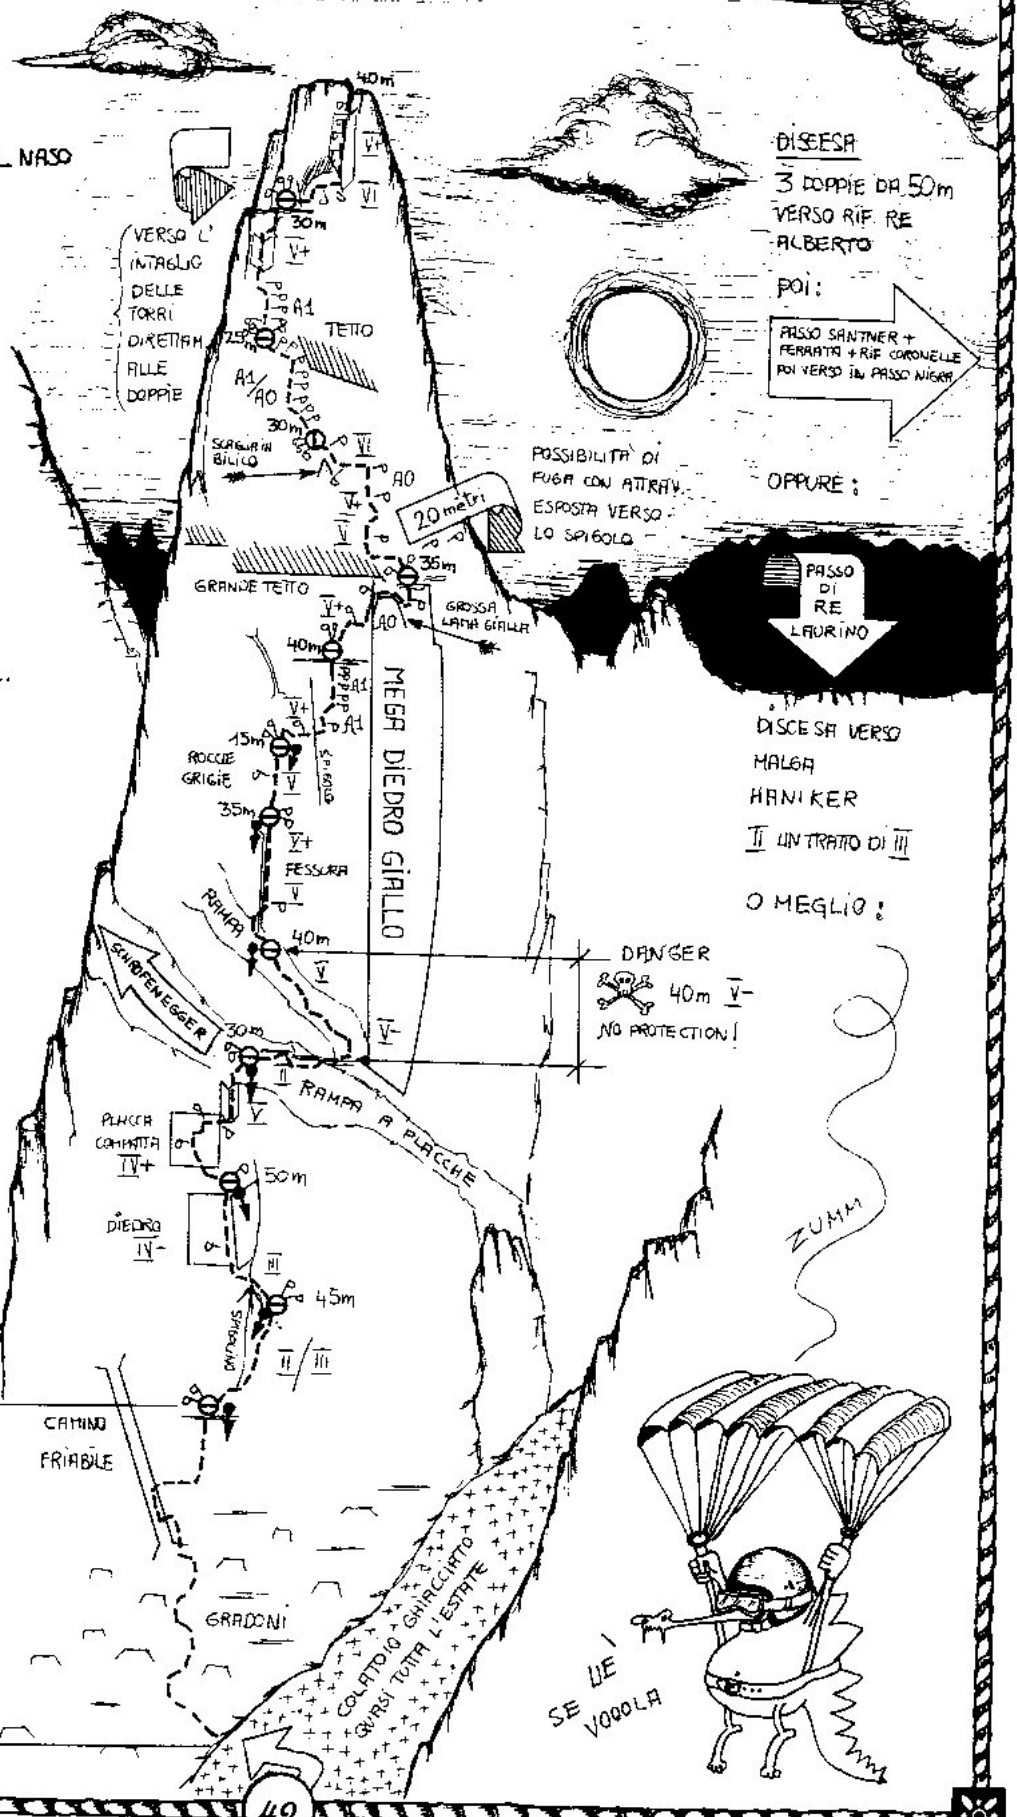 40m
NASO
V+
VI
30m
V+
VERSO L'
INTAGLIO
DELLE
TORRI
DIRETTAM
ALLE
DOPPIE
A1
25m
TETTO
A1/
A0
30m
VI
SCAGLIA IN
BILICO
A0
V+
20 metri
35m
GRANDE TETTO
V+
A0
GROSSA
LAMA GIALLA
40m
A1
V+
A1
15m
SPIGOLO
ROCCE
GRIGIE
V
35m
V+
FESSURA
V
MEGA DIEDRO GIALLO
RAMPA
40m
V
SCHROFENEGGER
30m
V-
II
RAMPA A PLACCHE
V
PLACCA
COMPATTA
IV+
50m
DIEDRO
IV-
III
45m
SPIGOLINO
II/III
CAMINO
FRIABILE
GRADONI
COLATOIO GHIACCIATO
QUASI TUTTA L'ESTATE
49
DISCESA
3 DOPPIE DA 50m
VERSO RIF. RE
ALBERTO
POI:
PASSO SANTNER +
FERRATA + RIF CORONELLE
POI VERSO IN PASSO NIGRA
POSSIBILITÀ DI
FUGA CON ATTRAV.
ESPOSTA VERSO
LO SPIGOLO
OPPURE:
PASSO
DI
RE
LAURINO
DISCESA VERSO
MALGA
HANIKER
II UN TRATTO DI III
O MEGLIO:
DANGER
40m V-
NO PROTECTION!
ZUMM
UÈ
SE VOOOLA